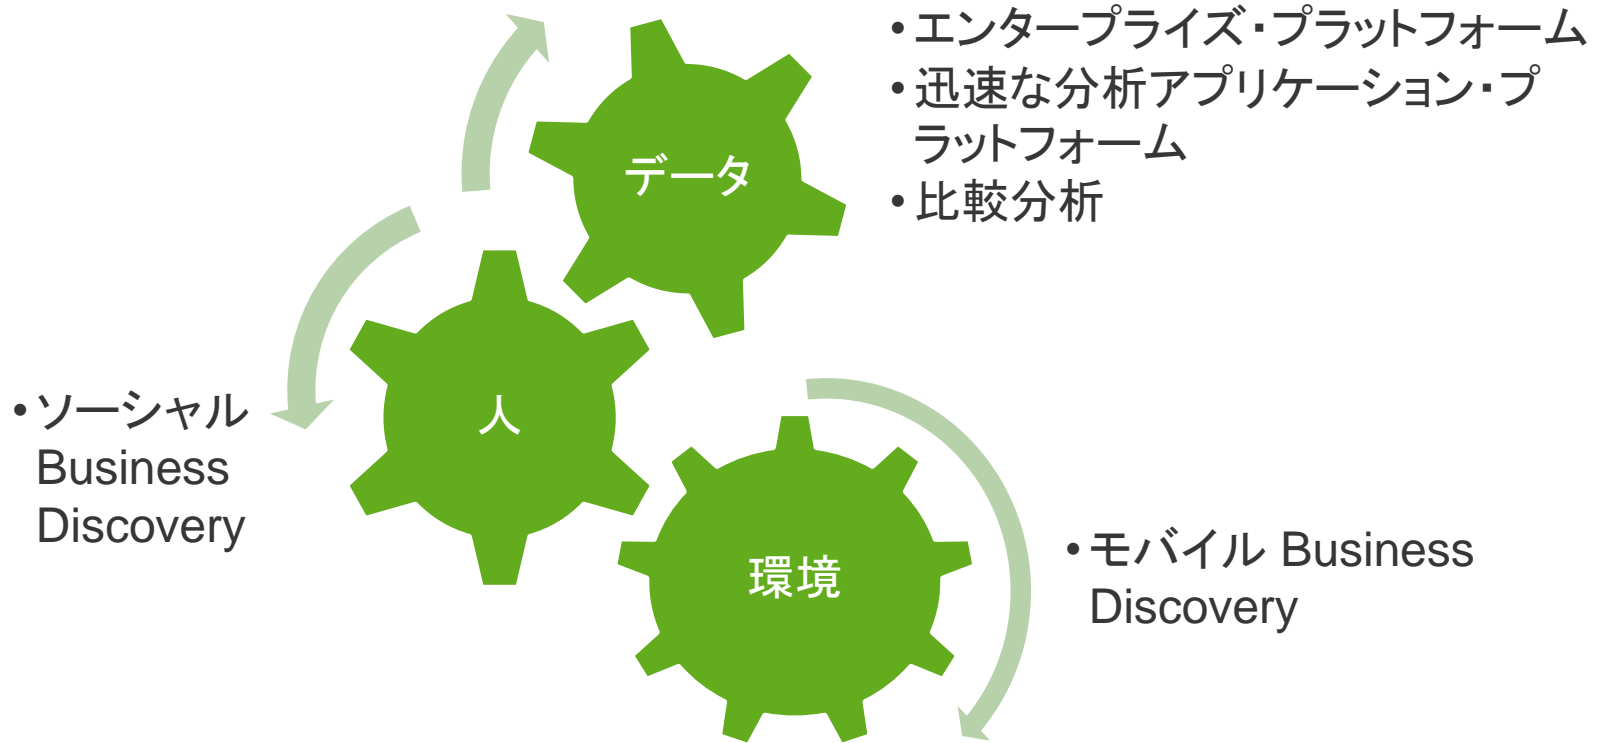 •エンタープライズ・プラットフォーム
•迅速な分析アプリケーション・プ
ラットフォーム
•比較分析
データ
人
•ソーシャル
Business
Discovery
環境
•モバイル Business
Discovery